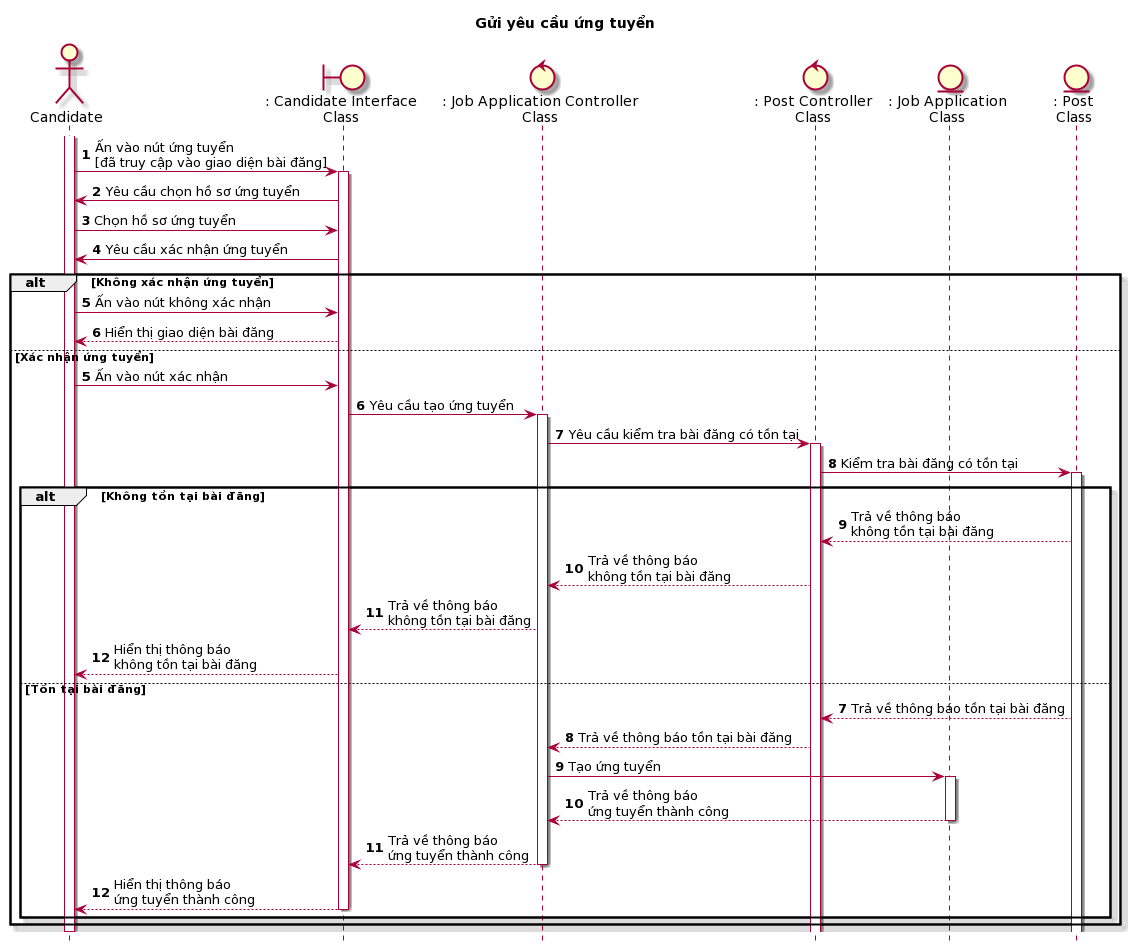 Gửi yêu cầu ứng tuyển
Candidate
: Candidate Interface
Class
: Job Application Controller
Class
: Post Controller
Class
: Job Application
Class
: Post
Class
1 Ấn vào nút ứng tuyển
[đã truy cập vào giao diện bài đăng]
2 Yêu cầu chọn hồ sơ ứng tuyển
3 Chọn hồ sơ ứng tuyển
4 Yêu cầu xác nhận ứng tuyển
alt [Không xác nhận ứng tuyển]
5 Ấn vào nút không xác nhận
6 Hiển thị giao diện bài đăng
[Xác nhận ứng tuyển]
5 Ấn vào nút xác nhận
6 Yêu cầu tạo ứng tuyển
7 Yêu cầu kiểm tra bài đăng có tồn tại
8 Kiểm tra bài đăng có tồn tại
alt [Không tồn tại bài đăng]
9 Trả về thông báo
không tồn tại bài đăng
10 Trả về thông báo
không tồn tại bài đăng
11 Trả về thông báo
không tồn tại bài đăng
12 Hiển thị thông báo
không tồn tại bài đăng
[Tồn tại bài đăng]
7 Trả về thông báo tồn tại bài đăng
8 Trả về thông báo tồn tại bài đăng
9 Tạo ứng tuyển
10 Trả về thông báo
ứng tuyển thành công
11 Trả về thông báo
ứng tuyển thành công
12 Hiển thị thông báo
ứng tuyển thành công